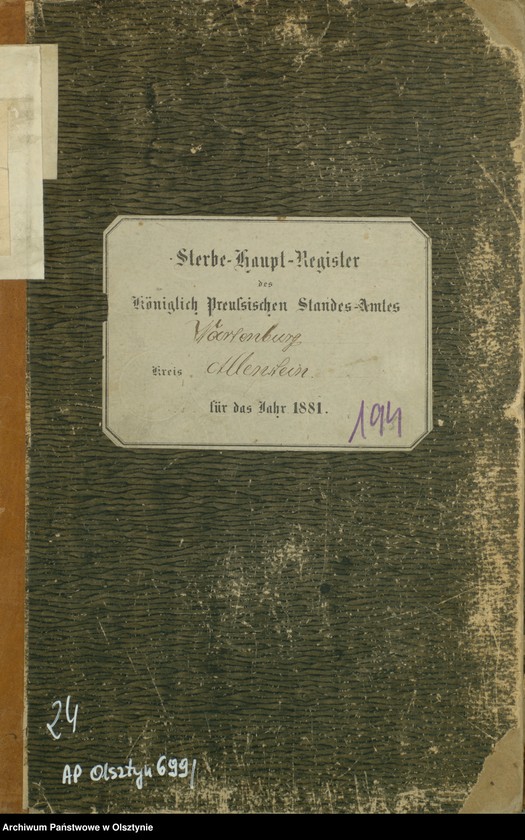 Sterbe-Haupt-Register
des
Königlich Preußischen Standes-Amtes
Wartenburg
Kreis Allenstein
für das Jahr 1881.
194
24
AP Olsztyn 699/
Archiwum Państwowe w Olsztynie